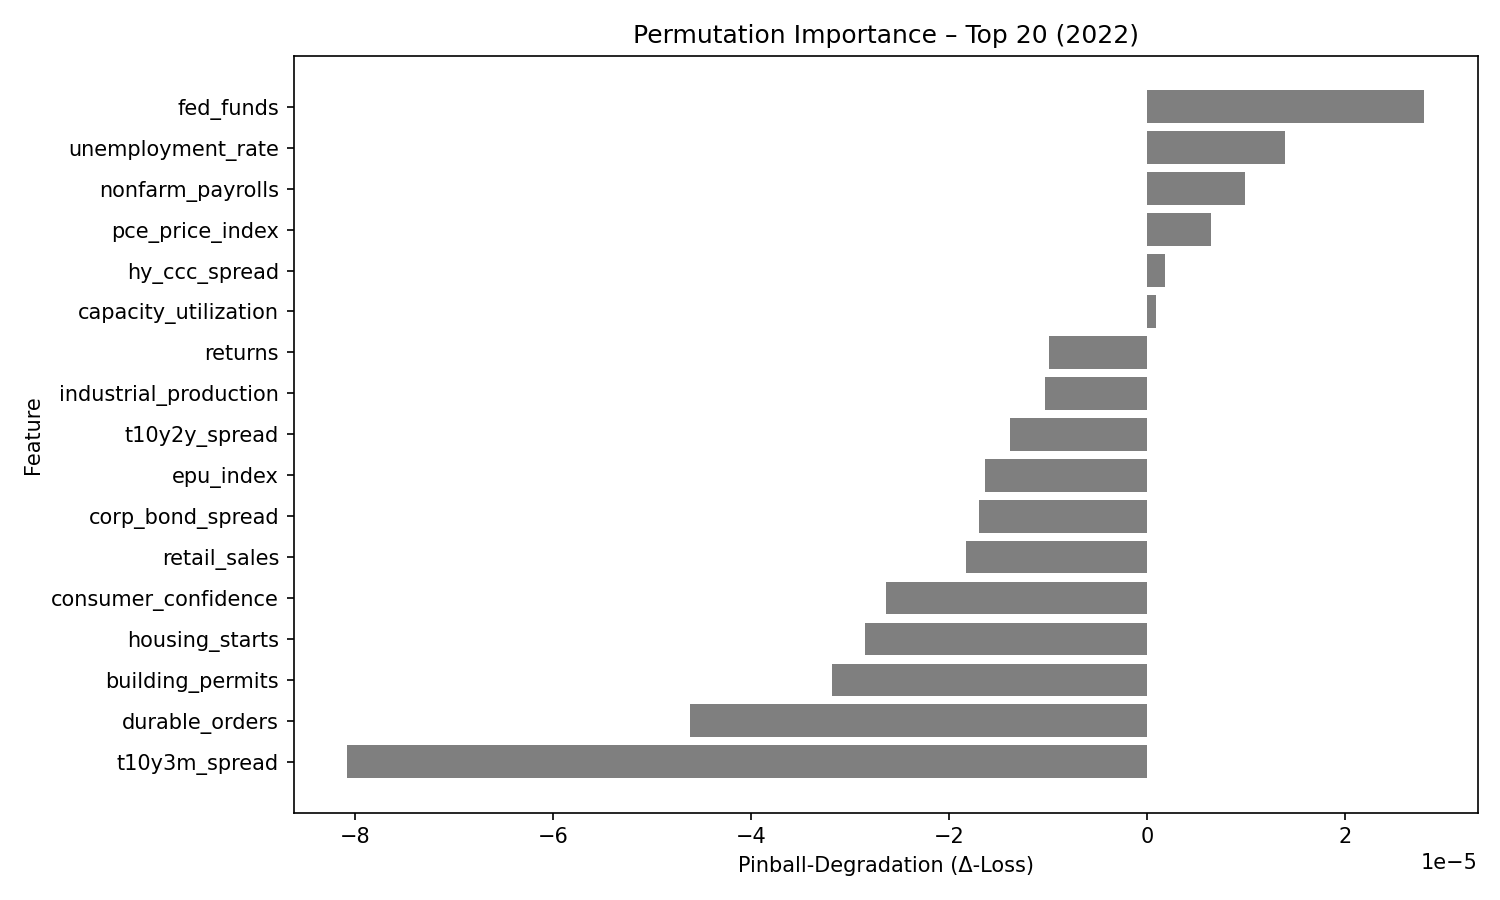 Permutation Importance – Top 20 (2022)
fed_funds
unemployment_rate
nonfarm_payrolls
pce_price_index
hy_ccc_spread
capacity_utilization
returns
industrial_production
t10y2y_spread
epu_index
corp_bond_spread
retail_sales
consumer_confidence
housing_starts
building_permits
durable_orders
t10y3m_spread
Feature
−8 −6 −4 −2 0 2
1e−5
Pinball-Degradation (Δ-Loss)